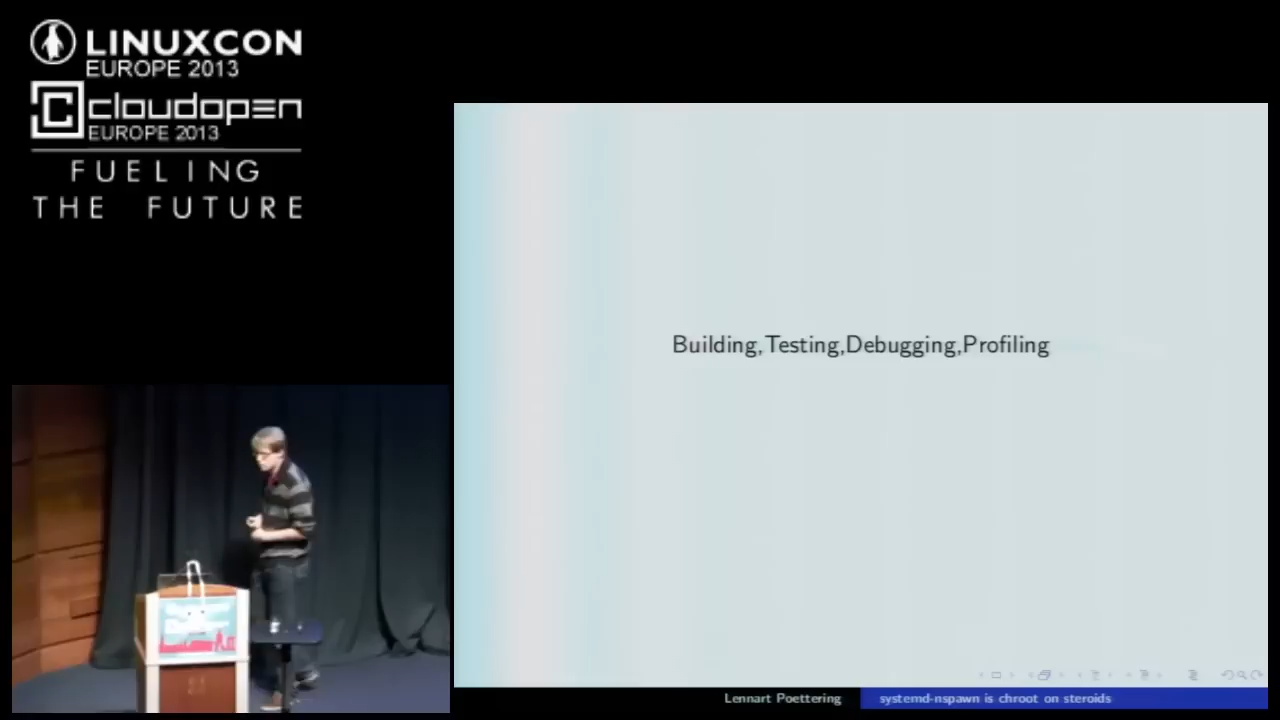 LINUXCON
EUROPE 2013
cloudopen
EUROPE 2013
FUELING
THE FUTURE
Building,Testing,Debugging,Profiling
Lennart Poettering
systemd-nspawn is chroot on steroids